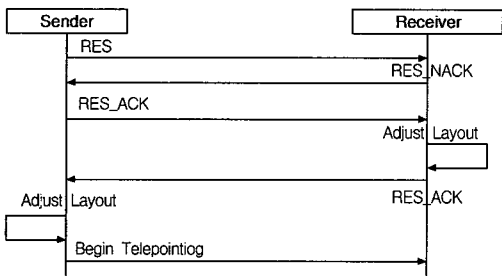 Sender
Receiver
RES
RES_NACK
RES_ACK
Adjust Layout
RES_ACK
Adjust Layout
Begin Telepointiog